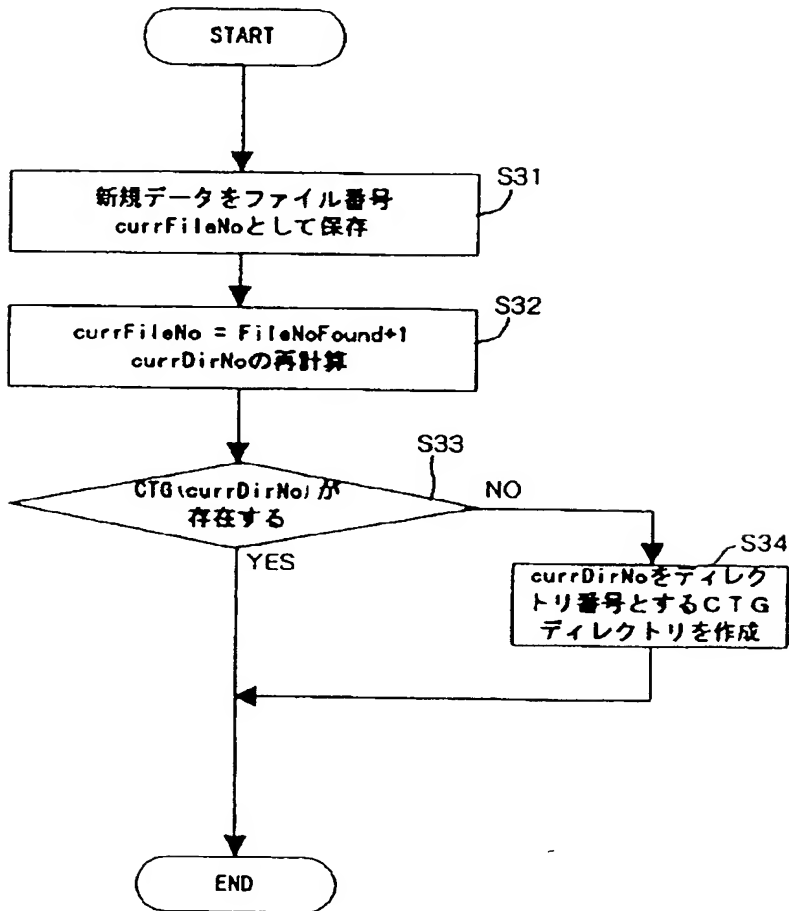 START
新規データをファイル番号
currFileNoとして保存
S31
currFileNo = FileNoFound+1
currDirNoの再計算
S32
CTG(currDirNo)が
存在する
S33
NO
YES
currDirNoをディレク
トリ番号とするCTG
ディレクトリを作成
S34
END